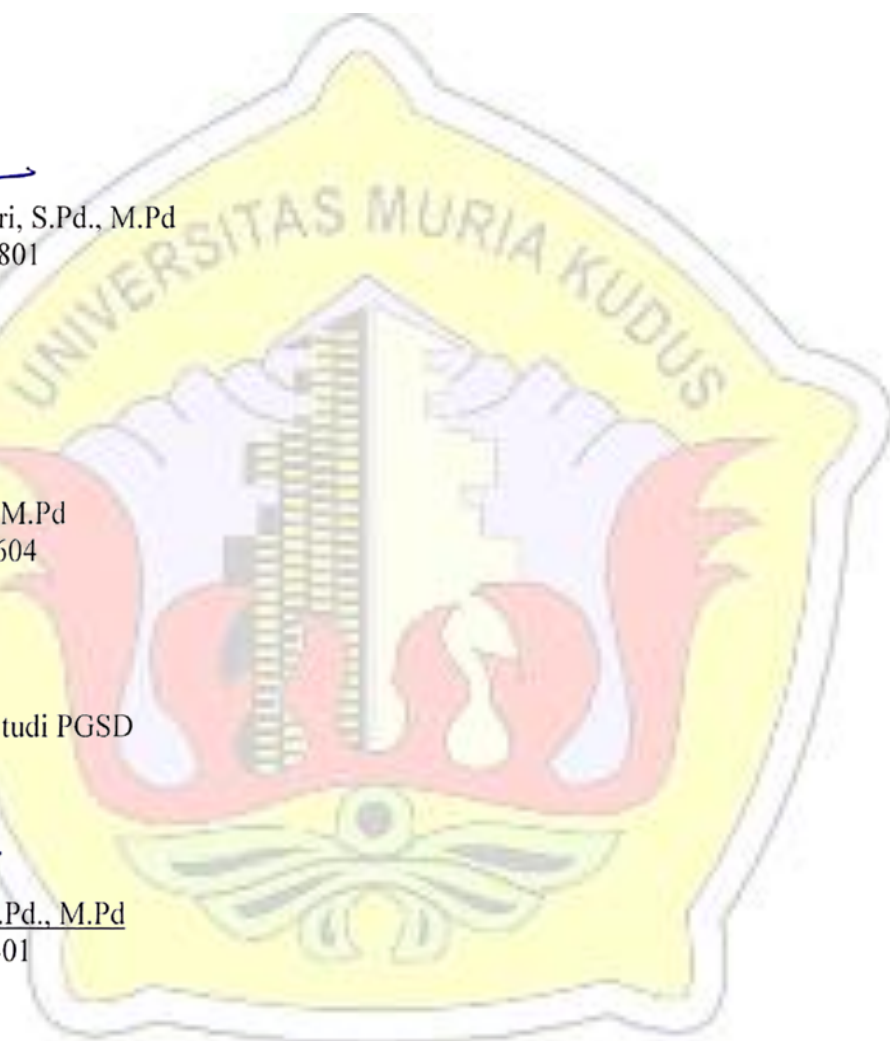 UNIVERSITAS MURIA KUDUS
ri, S.Pd., M.Pd
801
M.Pd
604
tudi PGSD
.Pd., M.Pd
01